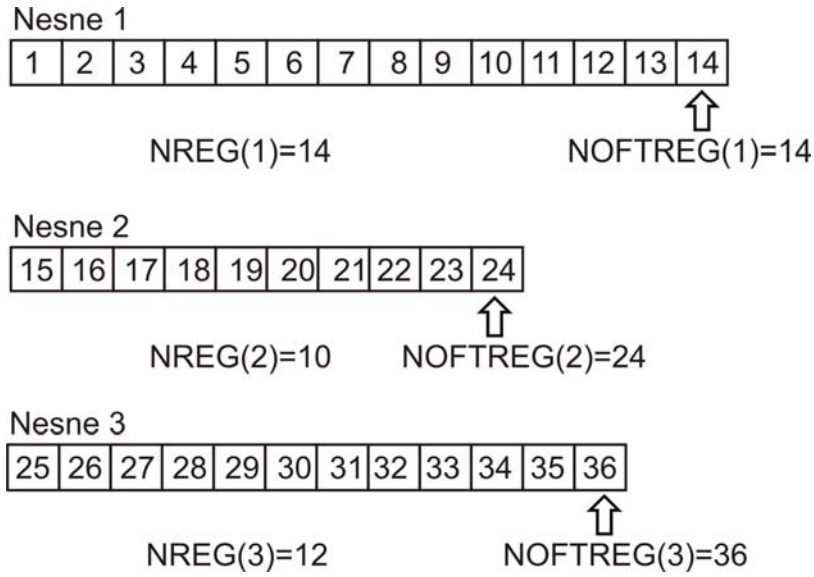 Nesne 1
1 2 3 4 5 6 7 8 9 10 11 12 13 14
NREG(1)=14 NOFTREG(1)=14
Nesne 2
15 16 17 18 19 20 21 22 23 24
NREG(2)=10 NOFTREG(2)=24
Nesne 3
25 26 27 28 29 30 31 32 33 34 35 36
NREG(3)=12 NOFTREG(3)=36